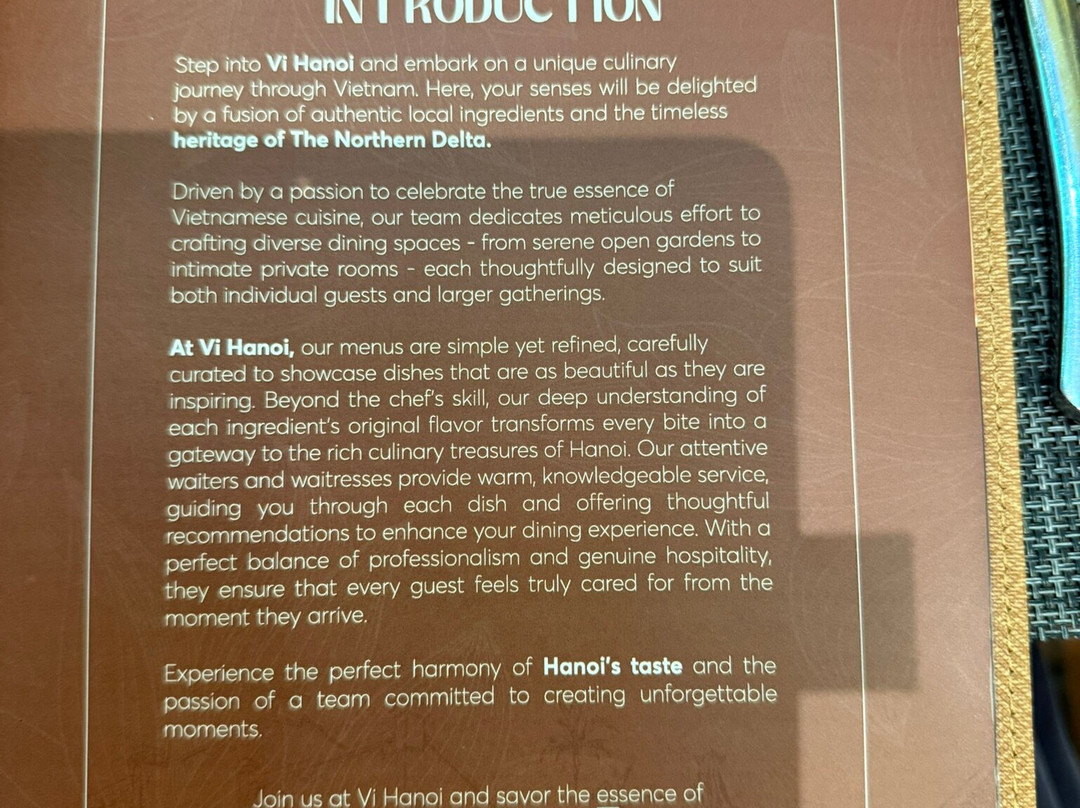 INTRODUCTION
Step into Vi Hanoi and embark on a unique culinary
journey through Vietnam. Here, your senses will be delighted
by a fusion of authentic local ingredients and the timeless
heritage of The Northern Delta.
Driven by a passion to celebrate the true essence of
Vietnamese cuisine, our team dedicates meticulous effort to
crafting diverse dining spaces - from serene open gardens to
intimate private rooms - each thoughtfully designed to suit
both individual guests and larger gatherings.
At Vi Hanoi, our menus are simple yet refined, carefully
curated to showcase dishes that are as beautiful as they are
inspiring. Beyond the chef's skill, our deep understanding of
each ingredient's original flavor transforms every bite into a
gateway to the rich culinary treasures of Hanoi. Our attentive
waiters and waitresses provide warm, knowledgeable service,
guiding you through each dish and offering thoughtful
recommendations to enhance your dining experience. With a
perfect balance of professionalism and genuine hospitality,
they ensure that every guest feels truly cared for from the
moment they arrive.
Experience the perfect harmony of Hanoi's taste and the
passion of a team committed to creating unforgettable
moments.
Join us at Vi Hanoi and savor the essence of